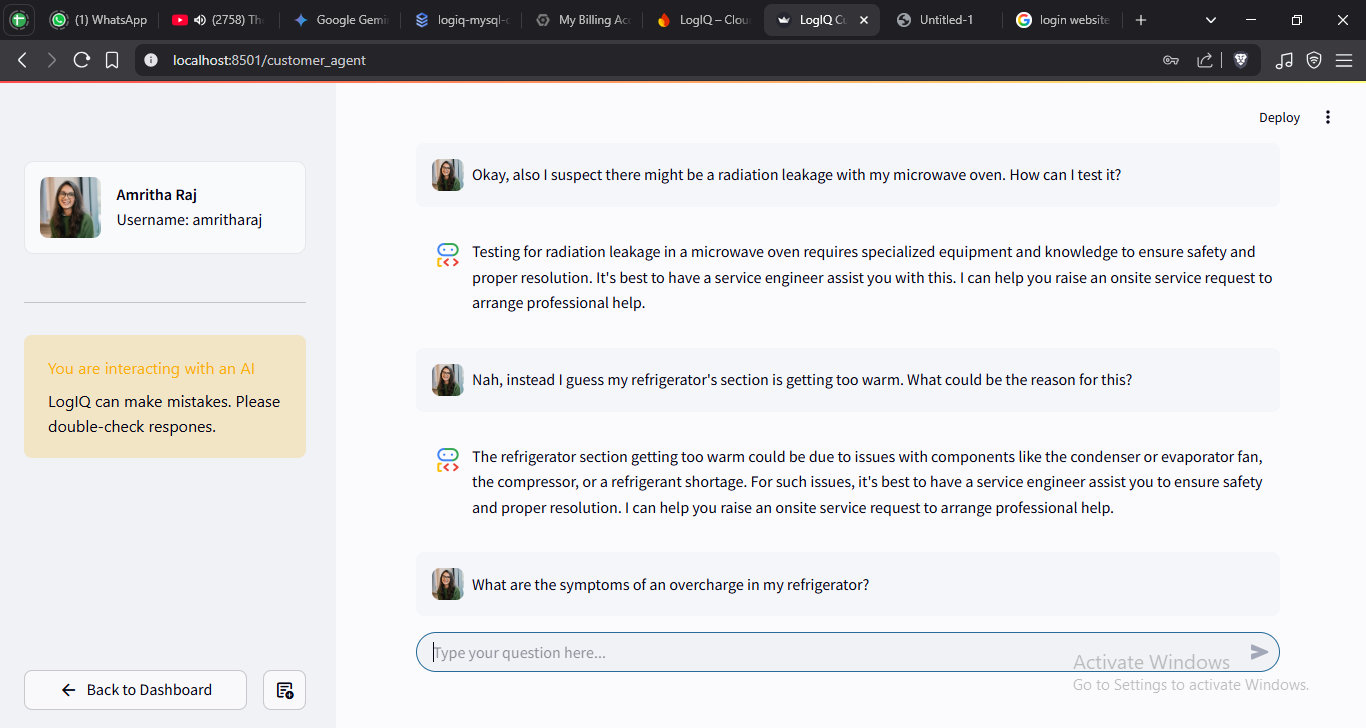 (1) WhatsApp
(2758) Th
Google Gemi
logiq-mysql-c
My Billing Acc
LogIQ – Clou
LogIQ Cu
Untitled-1
login website
localhost:8501/customer_agent
Deploy
Amritha Raj
Username: amritharaj
You are interacting with an AI
LogIQ can make mistakes. Please
double-check respones.
Back to Dashboard
Okay, also I suspect there might be a radiation leakage with my microwave oven. How can I test it?
Testing for radiation leakage in a microwave oven requires specialized equipment and knowledge to ensure safety and
proper resolution. It's best to have a service engineer assist you with this. I can help you raise an onsite service request to
arrange professional help.
Nah, instead I guess my refrigerator's section is getting too warm. What could be the reason for this?
The refrigerator section getting too warm could be due to issues with components like the condenser or evaporator fan,
the compressor, or a refrigerant shortage. For such issues, it's best to have a service engineer assist you to ensure safety
and proper resolution. I can help you raise an onsite service request to arrange professional help.
What are the symptoms of an overcharge in my refrigerator?
Type your question here...
Activate Windows
Go to Settings to activate Windows.